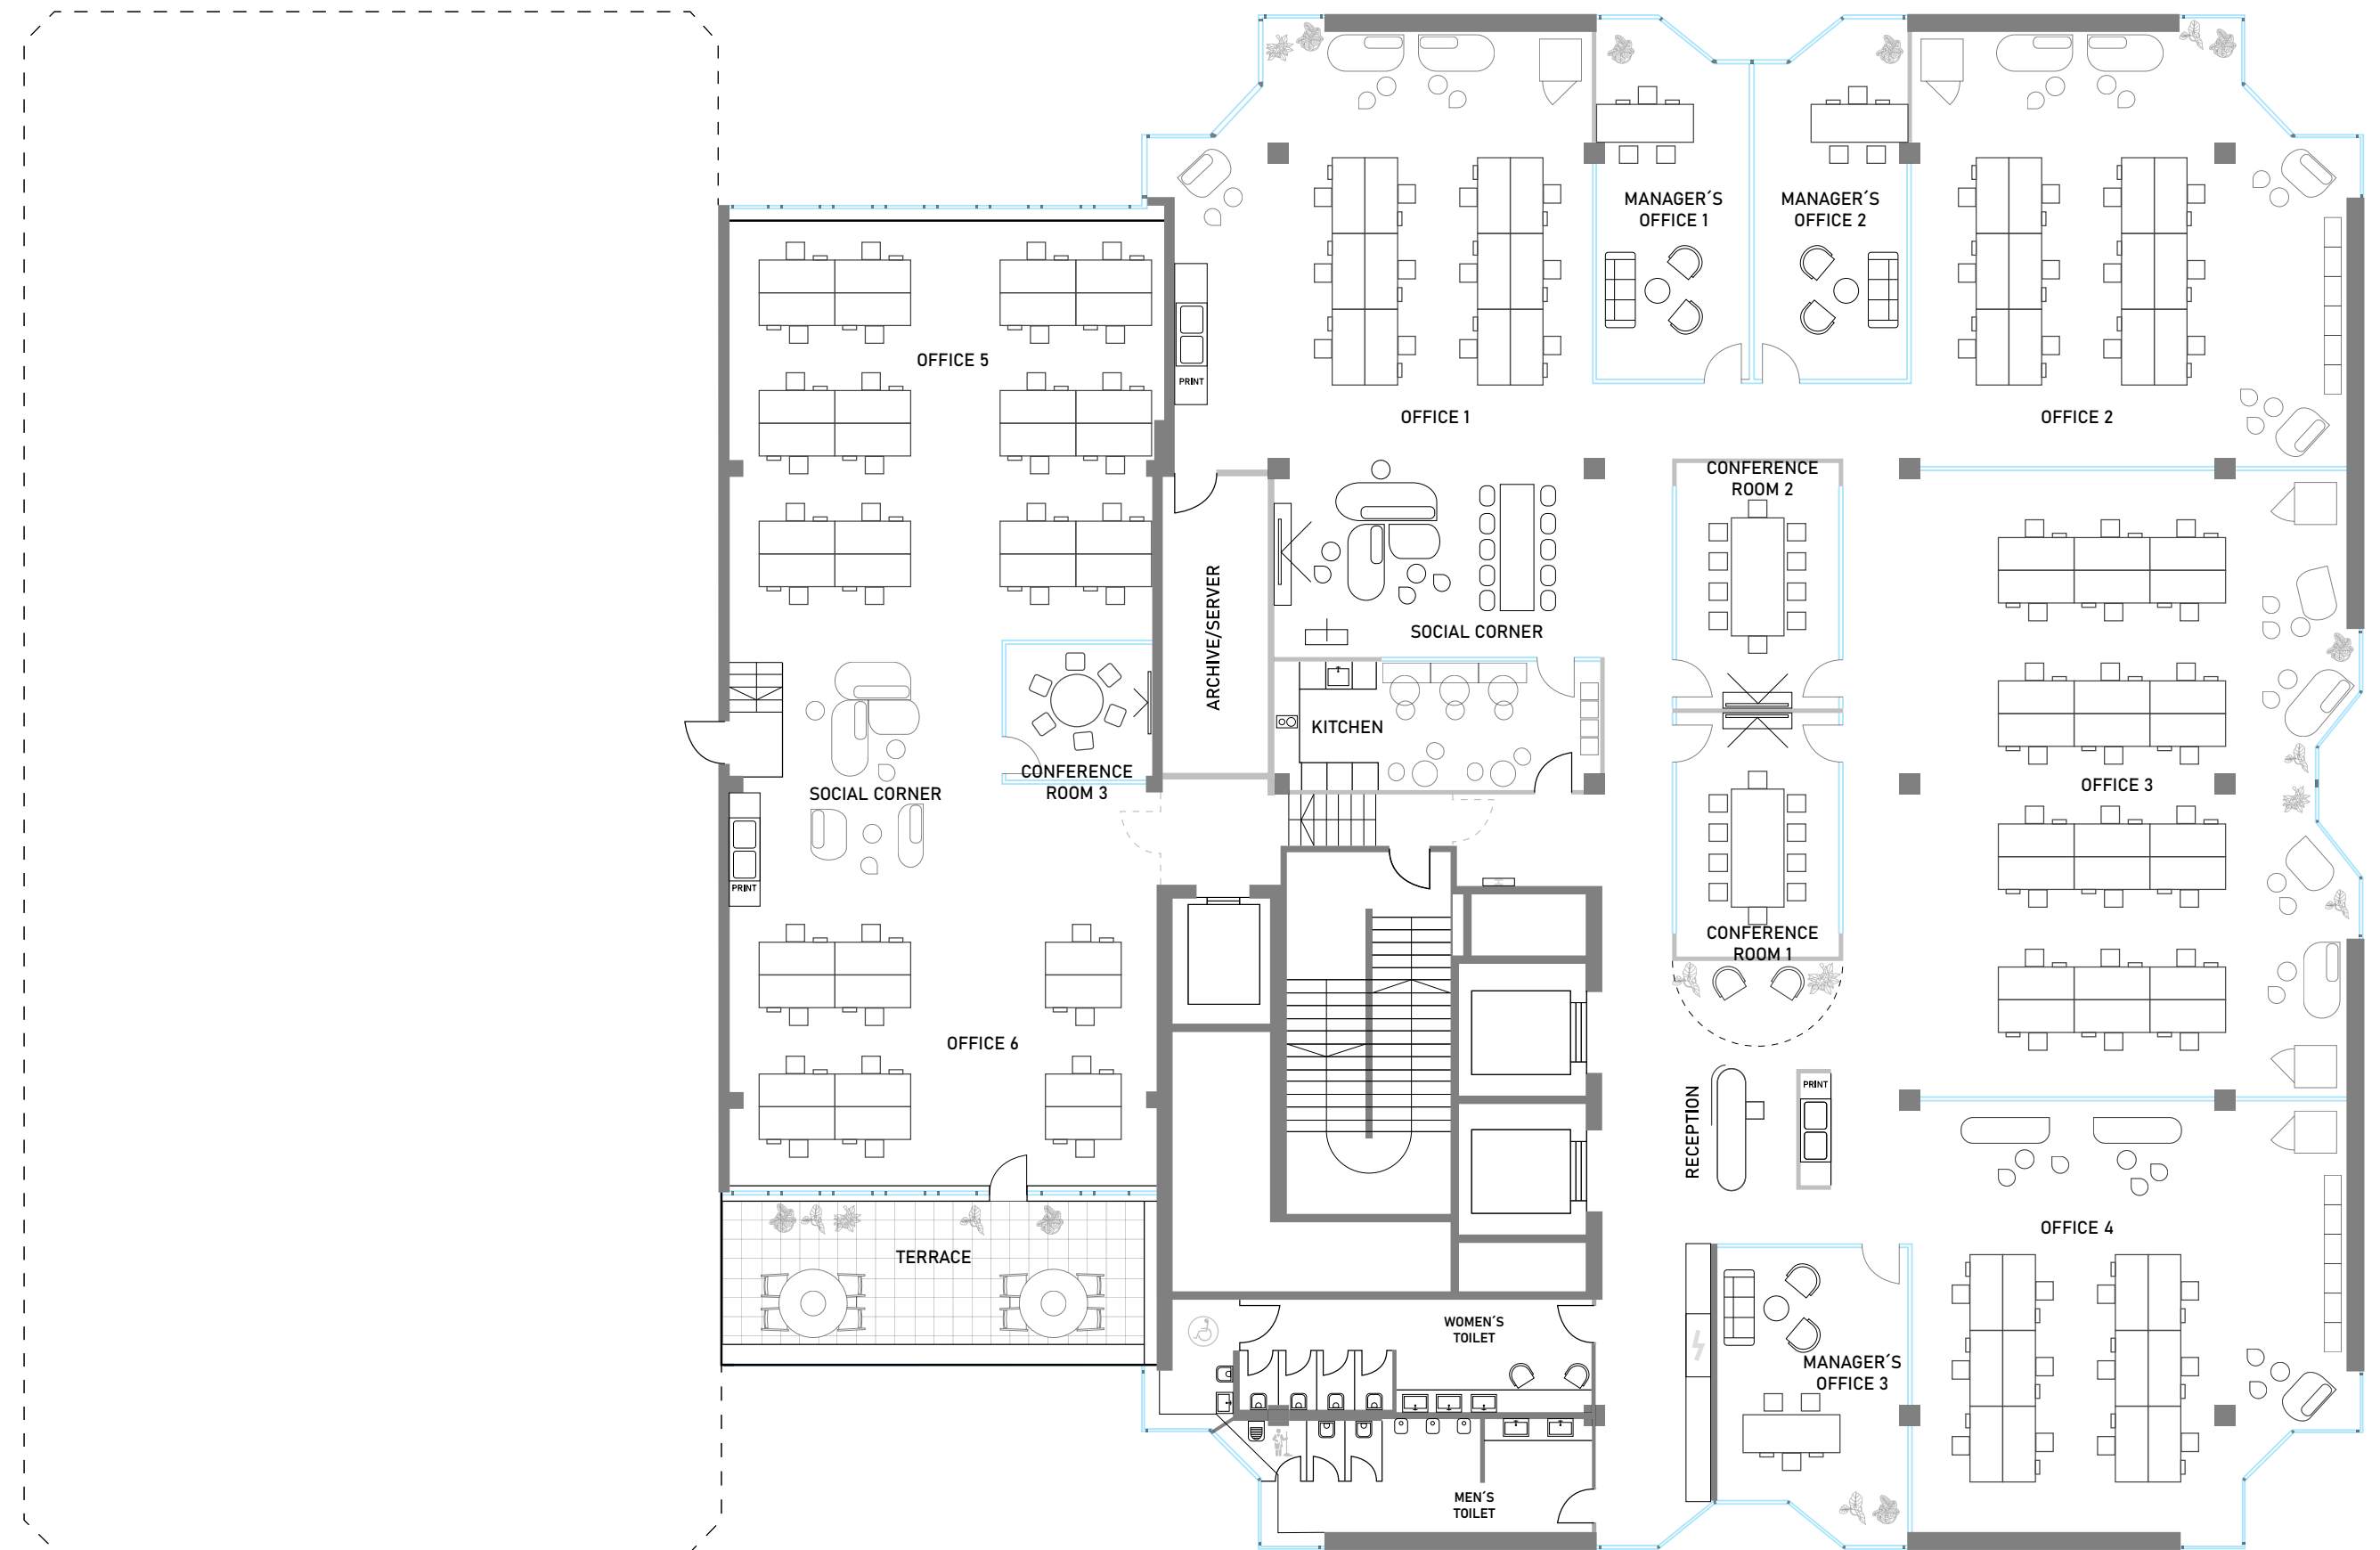 MANAGER´S
OFFICE 1
MANAGER´S
OFFICE 2
OFFICE 5
PRINT
OFFICE 1
OFFICE 2
CONFERENCE
ROOM 2
ARCHIVE/SERVER
SOCIAL CORNER
KITCHEN
CONFERENCE
ROOM 3
SOCIAL CORNER
OFFICE 3
PRINT
CONFERENCE
ROOM 1
OFFICE 6
RECEPTION
PRINT
OFFICE 4
TERRACE
WOMEN´S
TOILET
MANAGER´S
OFFICE 3
MEN´S
TOILET